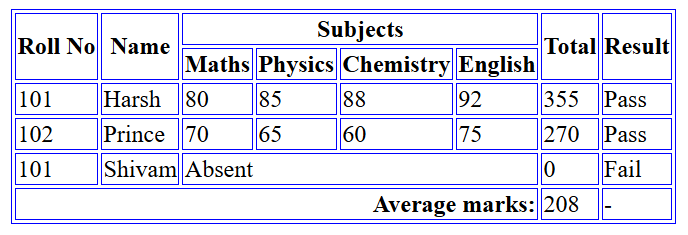 Roll No Name Subjects Total Result
Maths Physics Chemistry English
101 Harsh 80 85 88 92 355 Pass
102 Prince 70 65 60 75 270 Pass
101 Shivam Absent 0 Fail
Average marks: 208 -